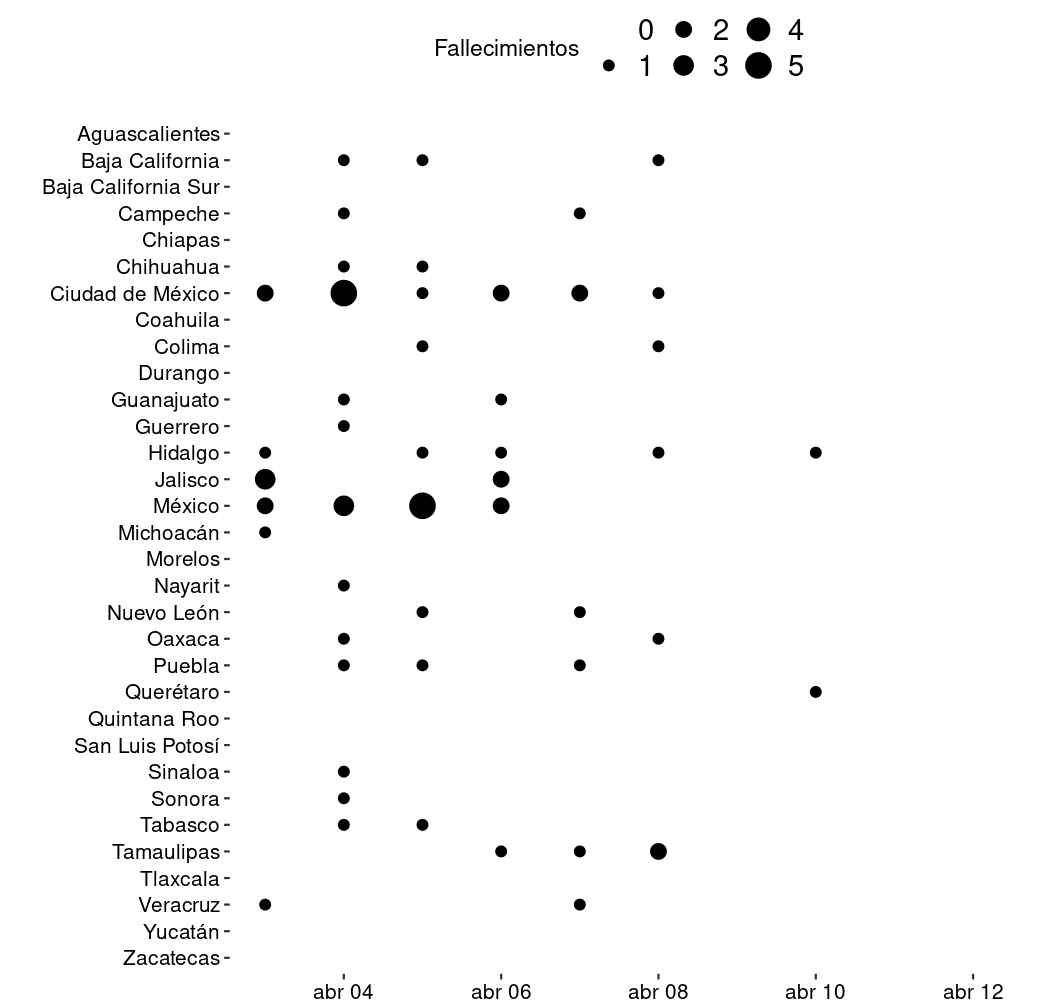 Fallecimientos
0 2 4
1 3 5
Aguascalientes
Baja California
Baja California Sur
Campeche
Chiapas
Chihuahua
Ciudad de México
Coahuila
Colima
Durango
Guanajuato
Guerrero
Hidalgo
Jalisco
México
Michoacán
Morelos
Nayarit
Nuevo León
Oaxaca
Puebla
Querétaro
Quintana Roo
San Luis Potosí
Sinaloa
Sonora
Tabasco
Tamaulipas
Tlaxcala
Veracruz
Yucatán
Zacatecas
abr 04 abr 06 abr 08 abr 10 abr 12